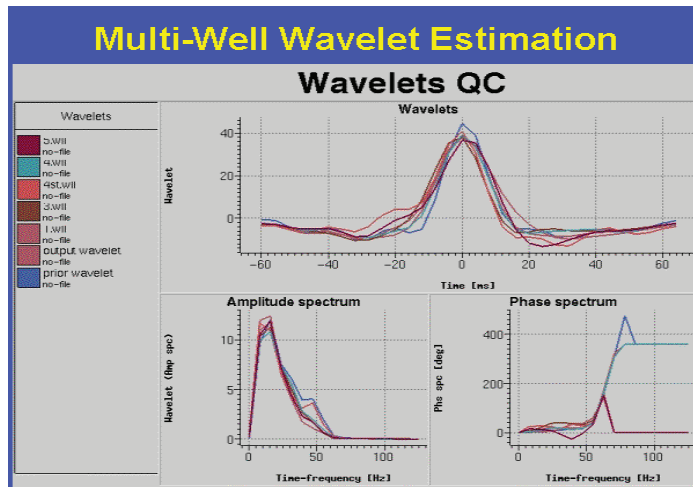 Multi-Well Wavelet Estimation
Wavelets QC
Wavelets
5.wll
no-file
4.wll
no-file
4st.wll
no-file
3.wll
no-file
1.wll
no-file
output wavelet
no-file
prior wavelet
no-file
Wavelets
Wavelet
40
20
0
-60 -40 -20 0 20 40 60
Time [ms]
Amplitude spectrum
Wavelet (Amp spc)
10
5
0
0 50 100
Time-frequency [Hz]
Phase spectrum
Phs spc [deg]
400
200
0
0 50 100
Time-frequency [Hz]